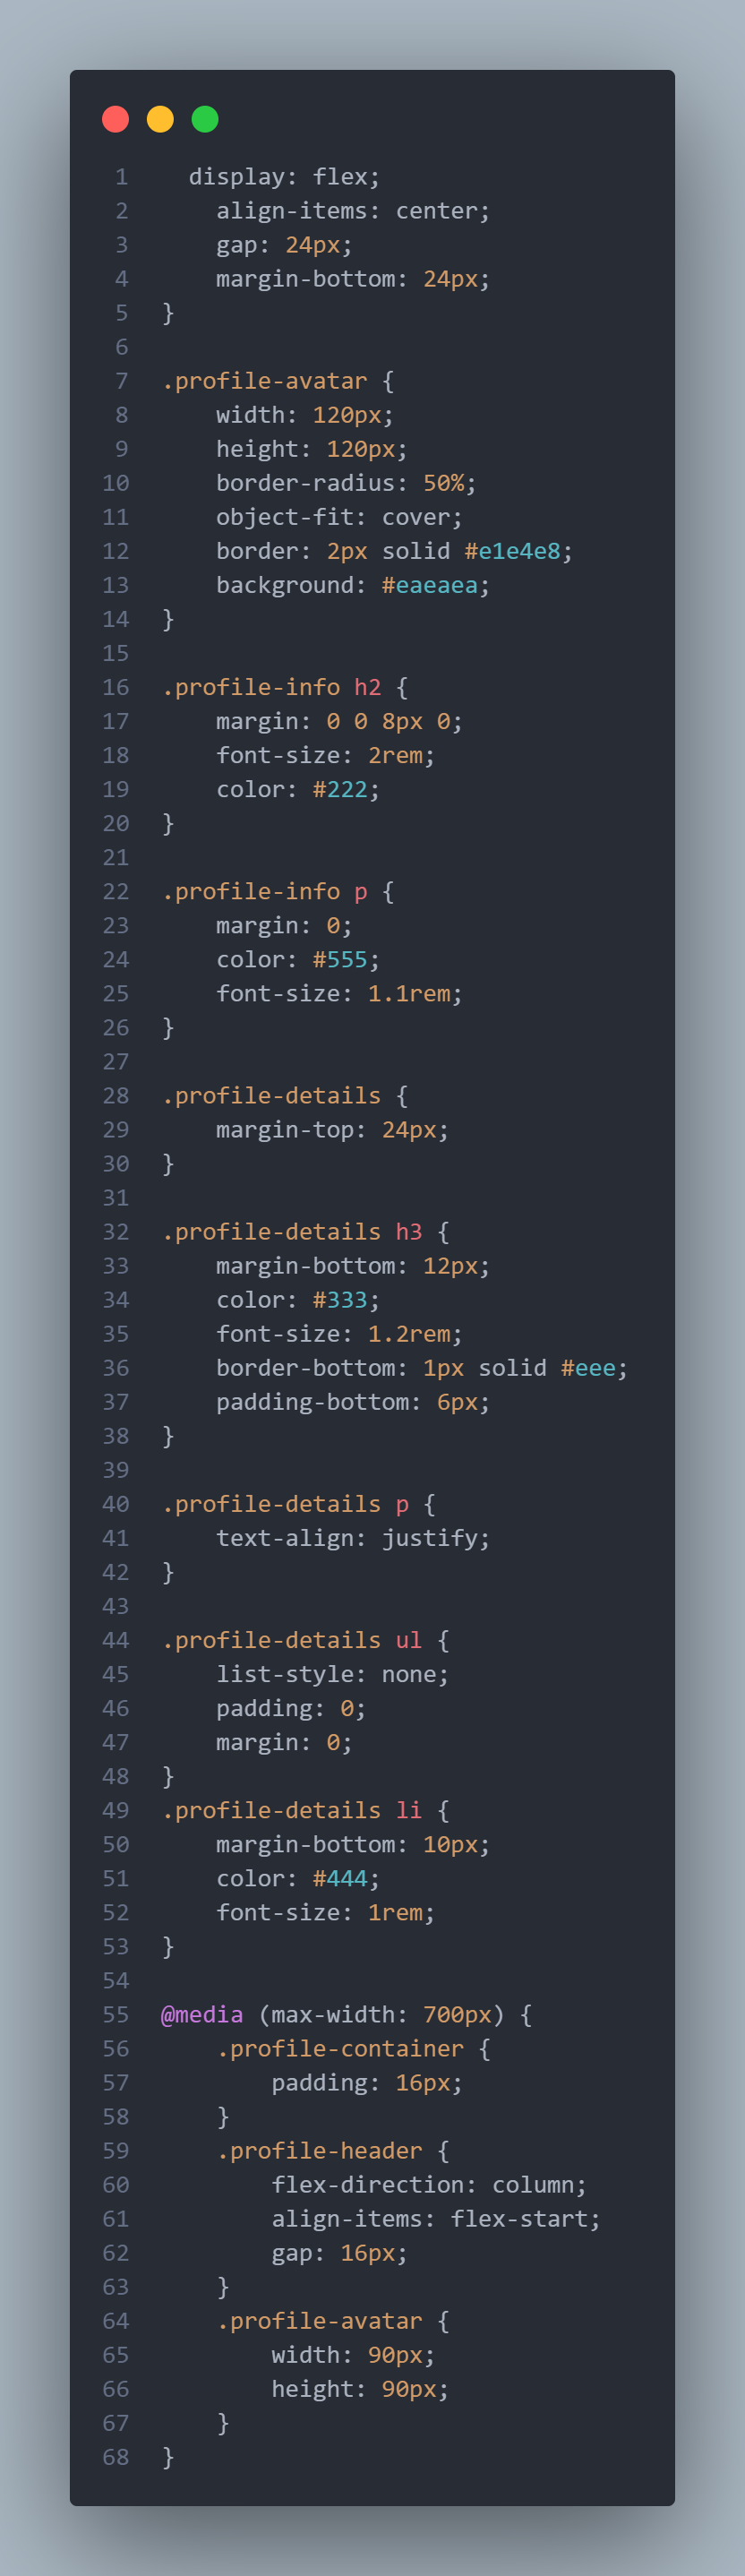 1 display: flex;
2 align-items: center;
3 gap: 24px;
4 margin-bottom: 24px;
5 }
6
7 .profile-avatar {
8 width: 120px;
9 height: 120px;
10 border-radius: 50%;
11 object-fit: cover;
12 border: 2px solid #e1e4e8;
13 background: #eaeaea;
14 }
15
16 .profile-info h2 {
17 margin: 0 0 8px 0;
18 font-size: 2rem;
19 color: #222;
20 }
21
22 .profile-info p {
23 margin: 0;
24 color: #555;
25 font-size: 1.1rem;
26 }
27
28 .profile-details {
29 margin-top: 24px;
30 }
31
32 .profile-details h3 {
33 margin-bottom: 12px;
34 color: #333;
35 font-size: 1.2rem;
36 border-bottom: 1px solid #eee;
37 padding-bottom: 6px;
38 }
39
40 .profile-details p {
41 text-align: justify;
42 }
43
44 .profile-details ul {
45 list-style: none;
46 padding: 0;
47 margin: 0;
48 }
49 .profile-details li {
50 margin-bottom: 10px;
51 color: #444;
52 font-size: 1rem;
53 }
54
55 @media (max-width: 700px) {
56 .profile-container {
57 padding: 16px;
58 }
59 .profile-header {
60 flex-direction: column;
61 align-items: flex-start;
62 gap: 16px;
63 }
64 .profile-avatar {
65 width: 90px;
66 height: 90px;
67 }
68 }